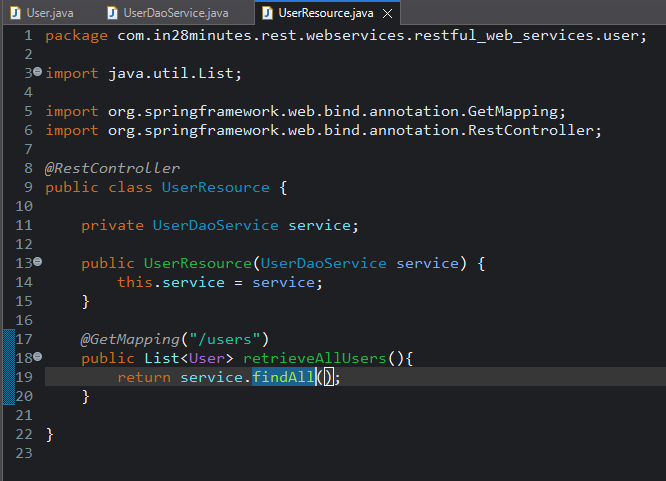 User.java UserDaoService.java UserResource.java
1 package com.in28minutes.rest.webservices.restful_web_services.user;
2
3 import java.util.List;
4
5 import org.springframework.web.bind.annotation.GetMapping;
6 import org.springframework.web.bind.annotation.RestController;
7
8 @RestController
9 public class UserResource {
10
11     private UserDaoService service;
12
13     public UserResource(UserDaoService service) {
14         this.service = service;
15     }
16
17     @GetMapping("/users")
18     public List<User> retrieveAllUsers(){
19         return service.findAll();
20     }
21
22 }
23